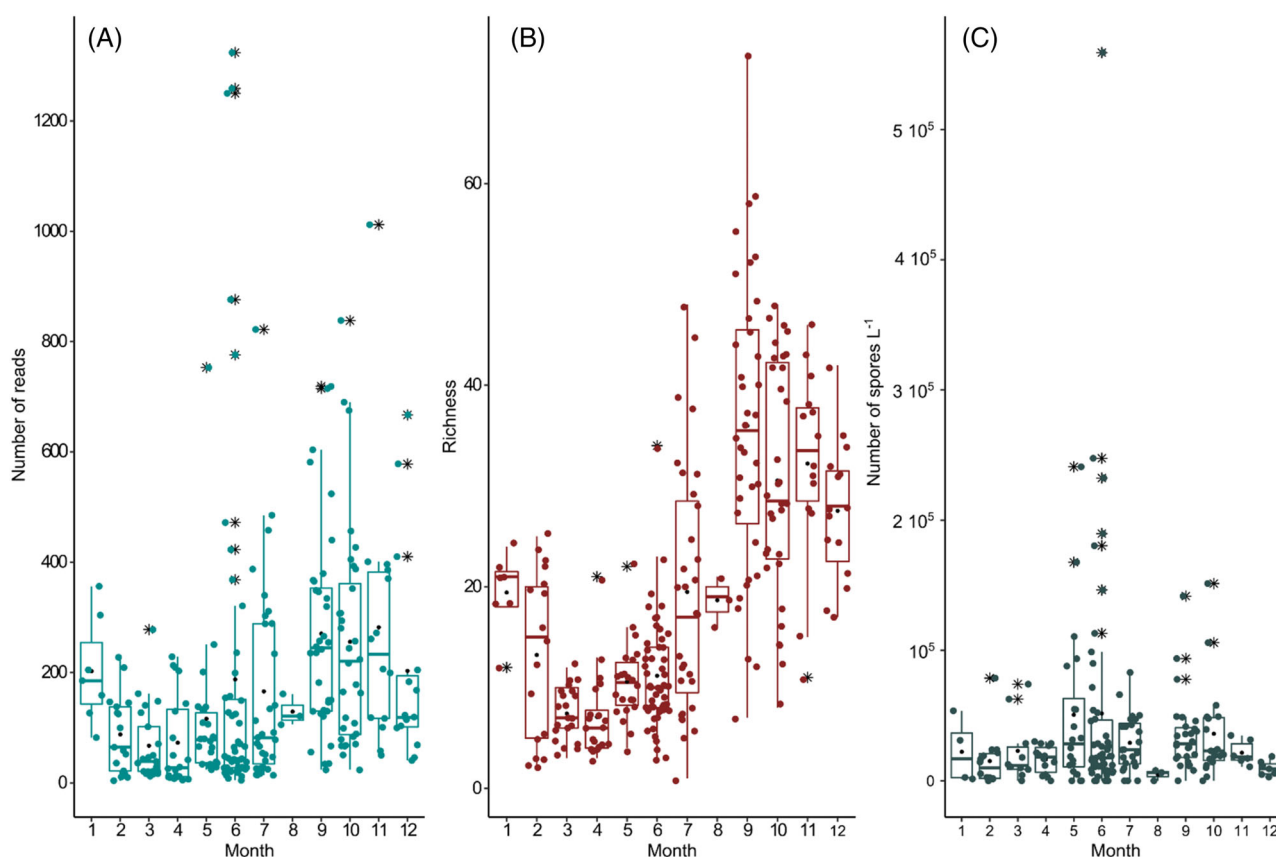 (A)
Number of reads
1200
1000
800
600
400
200
0
1 2 3 4 5 6 7 8 9 10 11 12
Month
(B)
Richness
60
40
20
0
1 2 3 4 5 6 7 8 9 10 11 12
Month
(C)
Number of spores L⁻¹
5 10⁵
4 10⁵
3 10⁵
2 10⁵
10⁵
0
1 2 3 4 5 6 7 8 9 10 11 12
Month